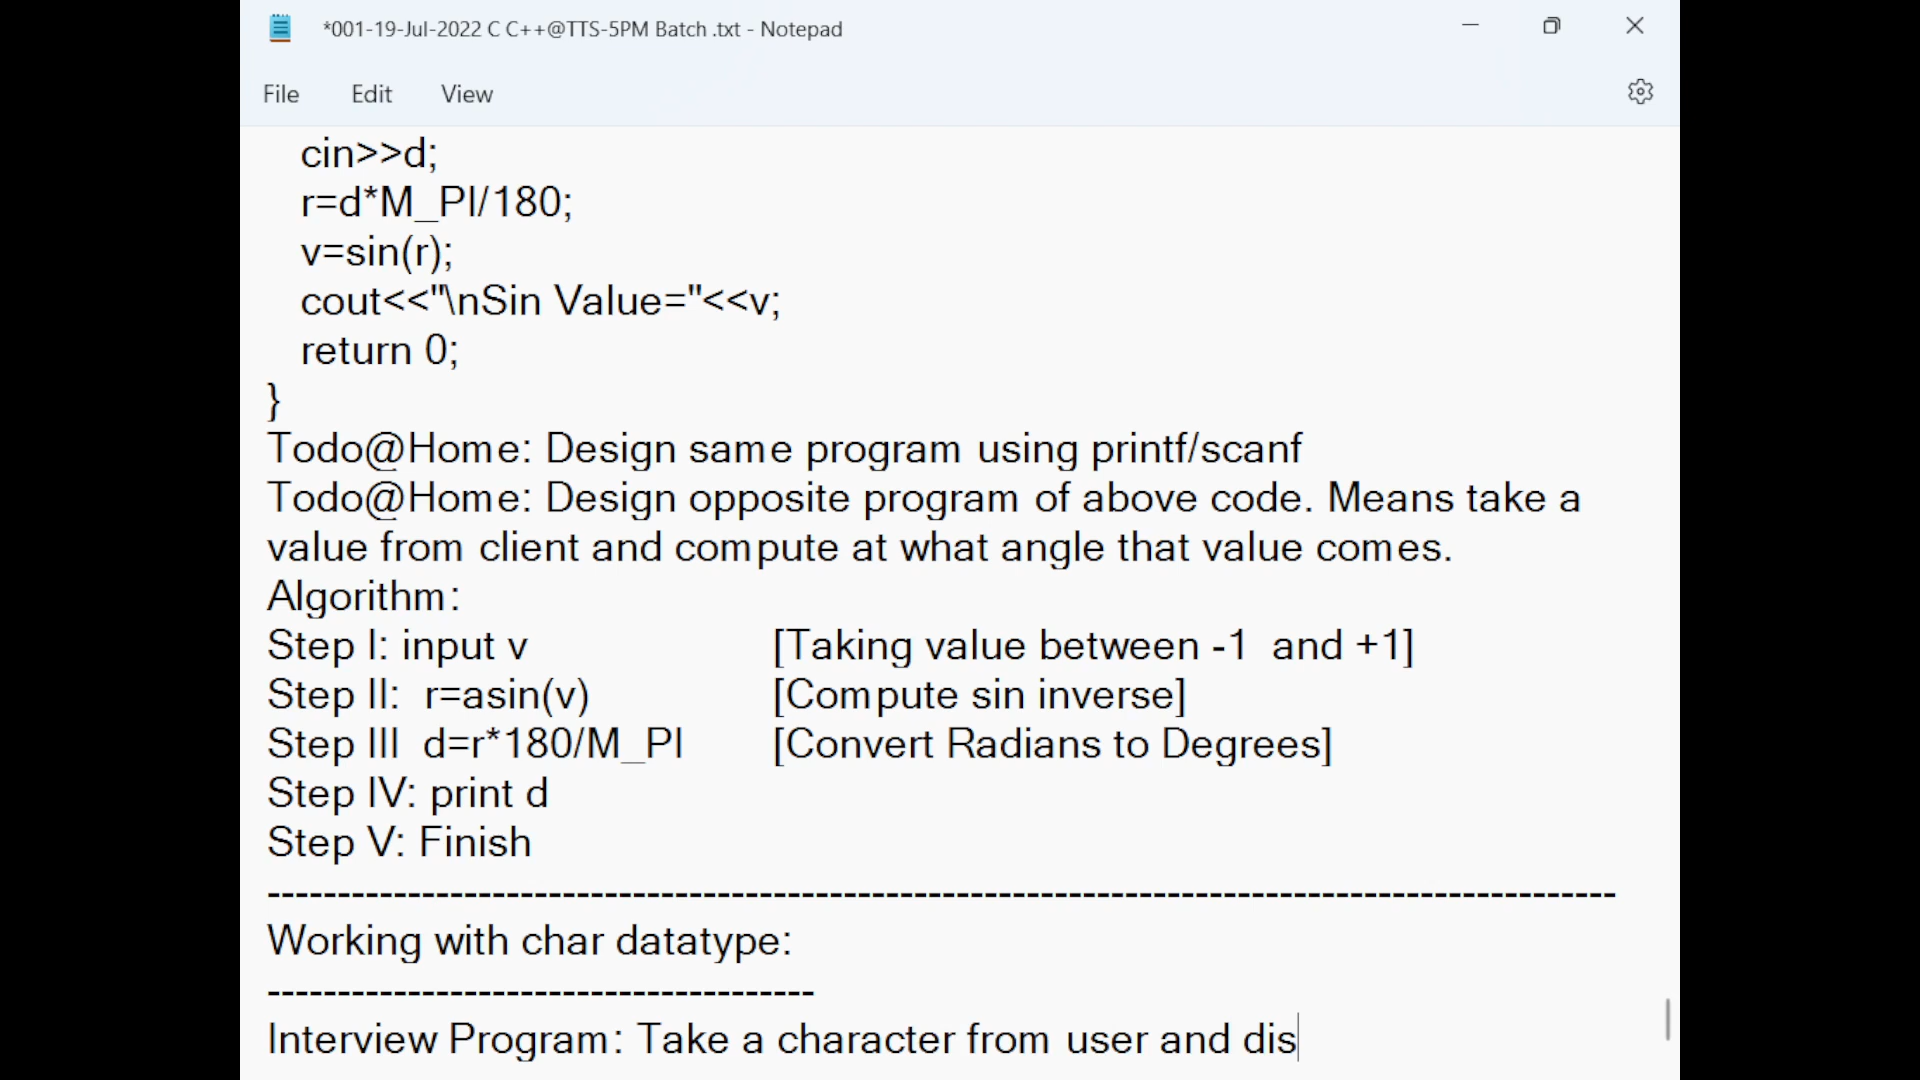 *001-19-Jul-2022 C C++@TTS-5PM Batch .txt - Notepad
File Edit View
cin>>d;
r=d*M_PI/180;
v=sin(r);
cout<<"\nSin Value="<<v;
return 0;
}
Todo@Home: Design same program using printf/scanf
Todo@Home: Design opposite program of above code. Means take a
value from client and compute at what angle that value comes.
Algorithm:
Step I: input v [Taking value between -1 and +1]
Step II: r=asin(v) [Compute sin inverse]
Step III d=r*180/M_PI [Convert Radians to Degrees]
Step IV: print d
Step V: Finish
------------------------------------------------------------------------------------------------
Working with char datatype:
---------------------------------------
Interview Program: Take a character from user and dis